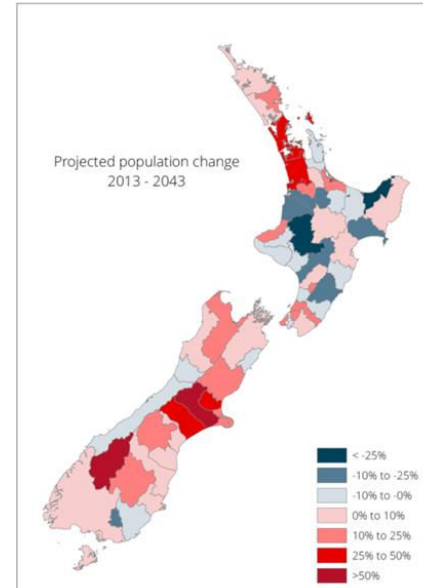 Projected population change
2013 - 2043
< -25%
-10% to -25%
-10% to -0%
0% to 10%
10% to 25%
25% to 50%
>50%